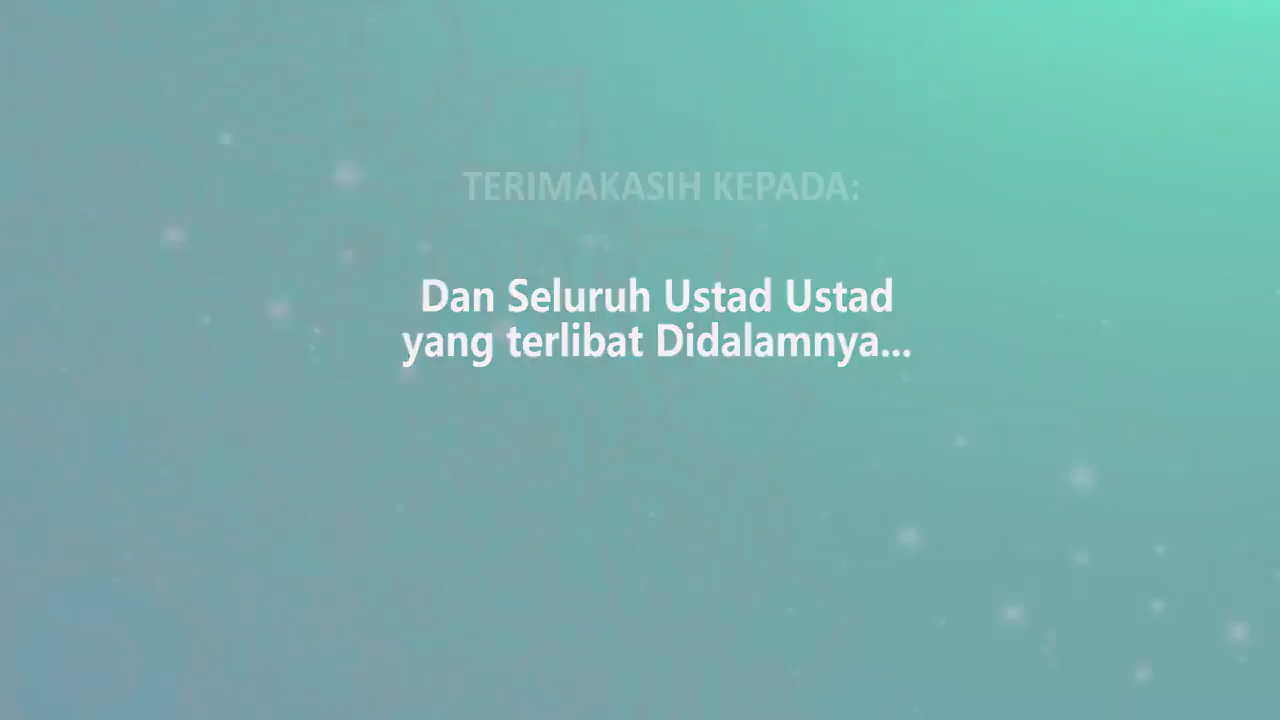 TERIMAKASIH KEPADA:
Dan Seluruh Ustad Ustad
yang terlibat Didalamnya...